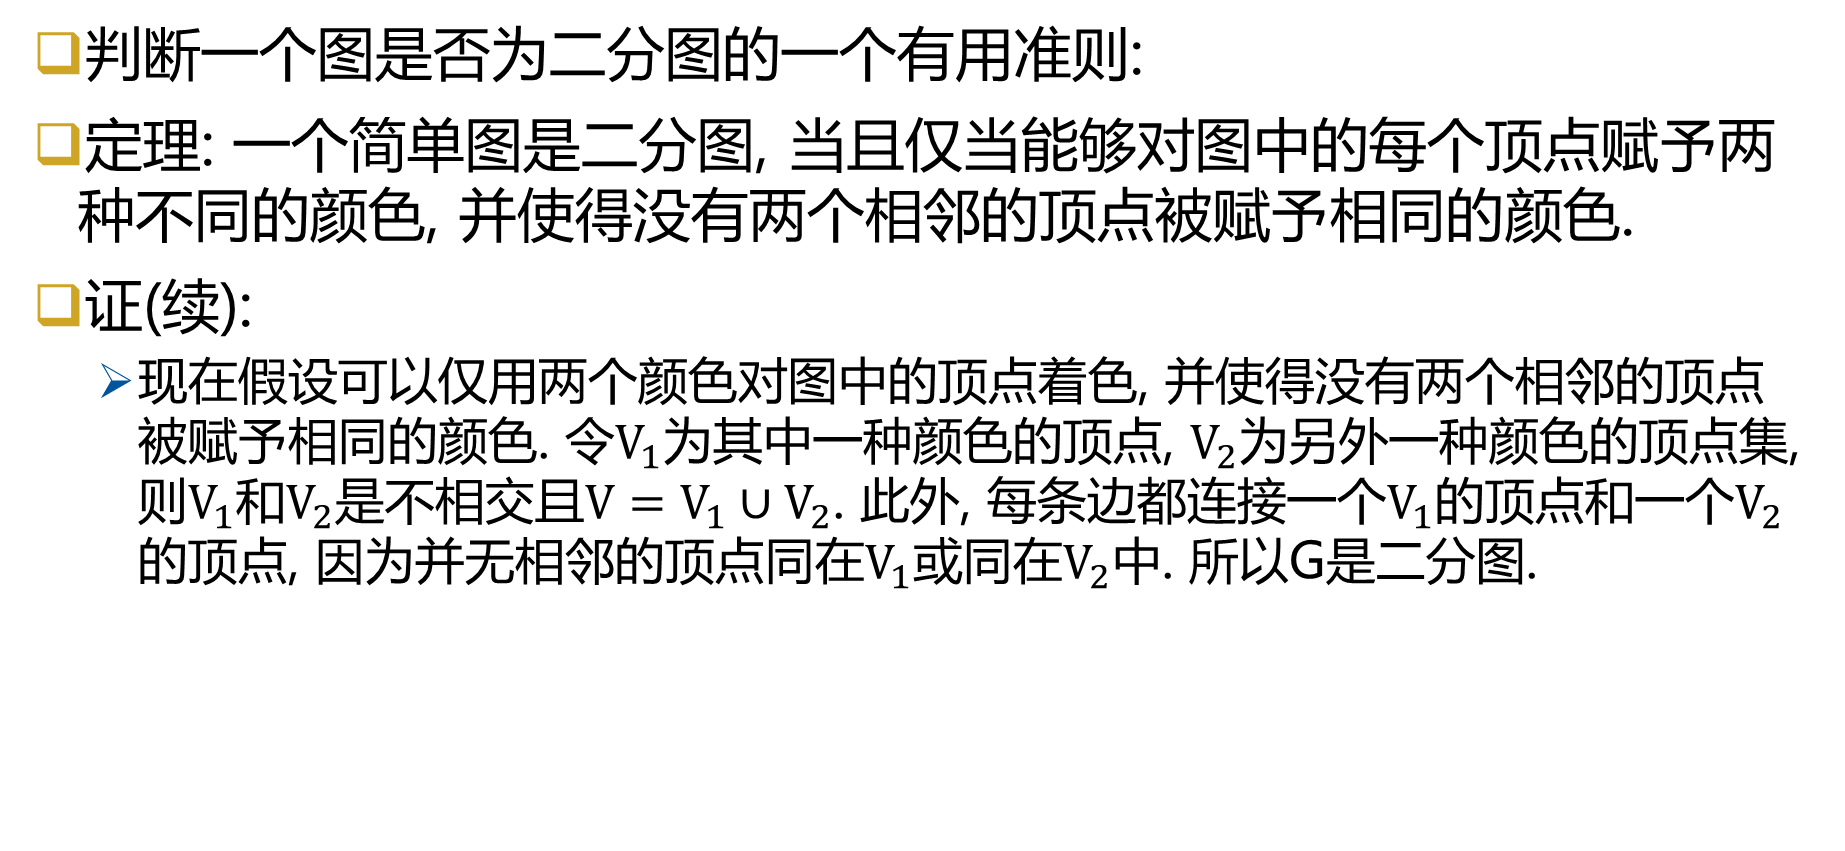 判断一个图是否为二分图的一个有用准则:
定理: 一个简单图是二分图, 当且仅当能够对图中的每个顶点赋予两
种不同的颜色, 并使得没有两个相邻的顶点被赋予相同的颜色.
证(续):
现在假设可以仅用两个颜色对图中的顶点着色, 并使得没有两个相邻的顶点
被赋予相同的颜色. 令V₁为其中一种颜色的顶点, V₂为另外一种颜色的顶点集,
则V₁和V₂是不相交且V = V₁ ∪ V₂. 此外, 每条边都连接一个V₁的顶点和一个V₂
的顶点, 因为并无相邻的顶点同在V₁或同在V₂中. 所以G是二分图.